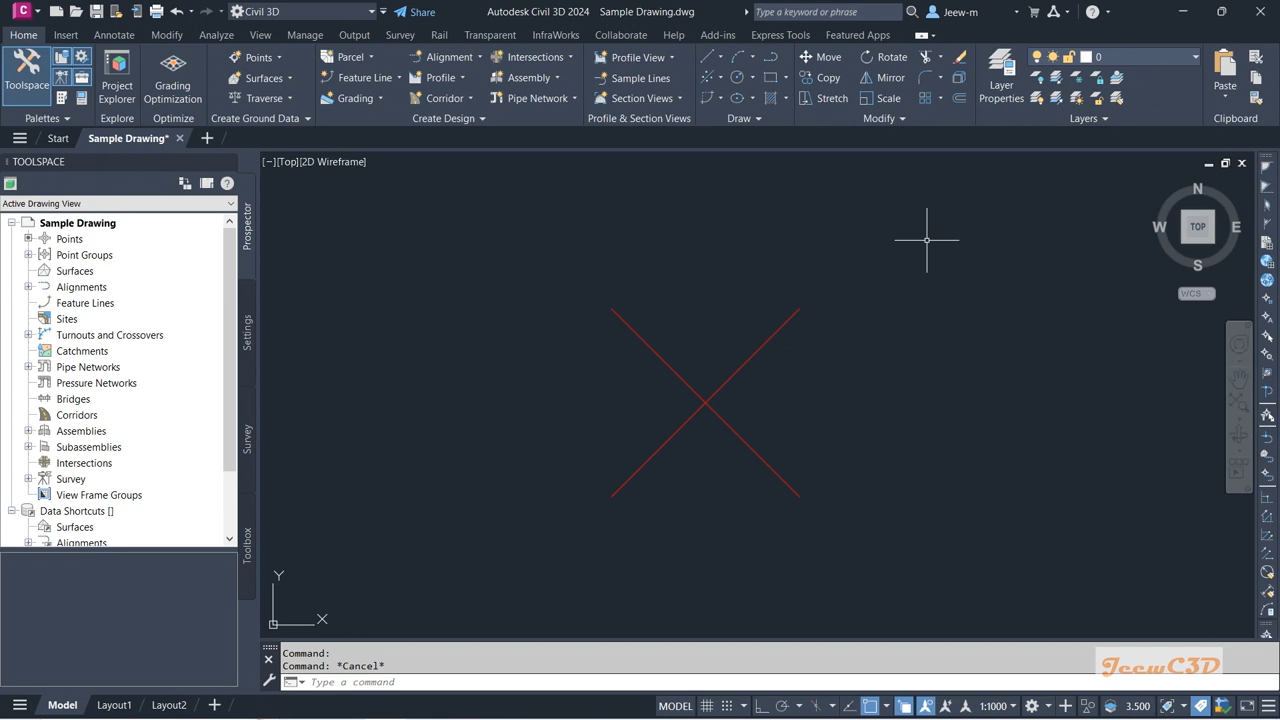 C Civil 3D Share Autodesk Civil 3D 2024 Sample Drawing.dwg Type a keyword or phrase Jeew-m
Home Insert Annotate Modify Analyze View Manage Output Survey Rail Transparent InfraWorks Collaborate Help Add-ins Express Tools Featured Apps
Toolspace
Palettes
Project
Explorer
Explore
Grading
Optimization
Optimize
Points
Surfaces
Traverse
Create Ground Data
Parcel Alignment Intersections
Feature Line Profile Assembly
Grading Corridor Pipe Network
Create Design
Profile View
Sample Lines
Section Views
Profile & Section Views
Draw
Move Rotate
Copy Mirror
Stretch Scale
Modify
Layer
Properties
0
Layers
Paste
Clipboard
Start Sample Drawing*
TOOLSPACE
Active Drawing View
Sample Drawing
Points
Point Groups
Surfaces
Alignments
Feature Lines
Sites
Turnouts and Crossovers
Catchments
Pipe Networks
Pressure Networks
Bridges
Corridors
Assemblies
Subassemblies
Intersections
Survey
View Frame Groups
Data Shortcuts []
Surfaces
Alignments
Prospector
Settings
Survey
Toolbox
[−][Top][2D Wireframe]
N
W TOP E
S
WCS
Y
X
Command:
Command: *Cancel*
Type a command
JeewC3D
Model Layout1 Layout2
MODEL 1:1000 3.500